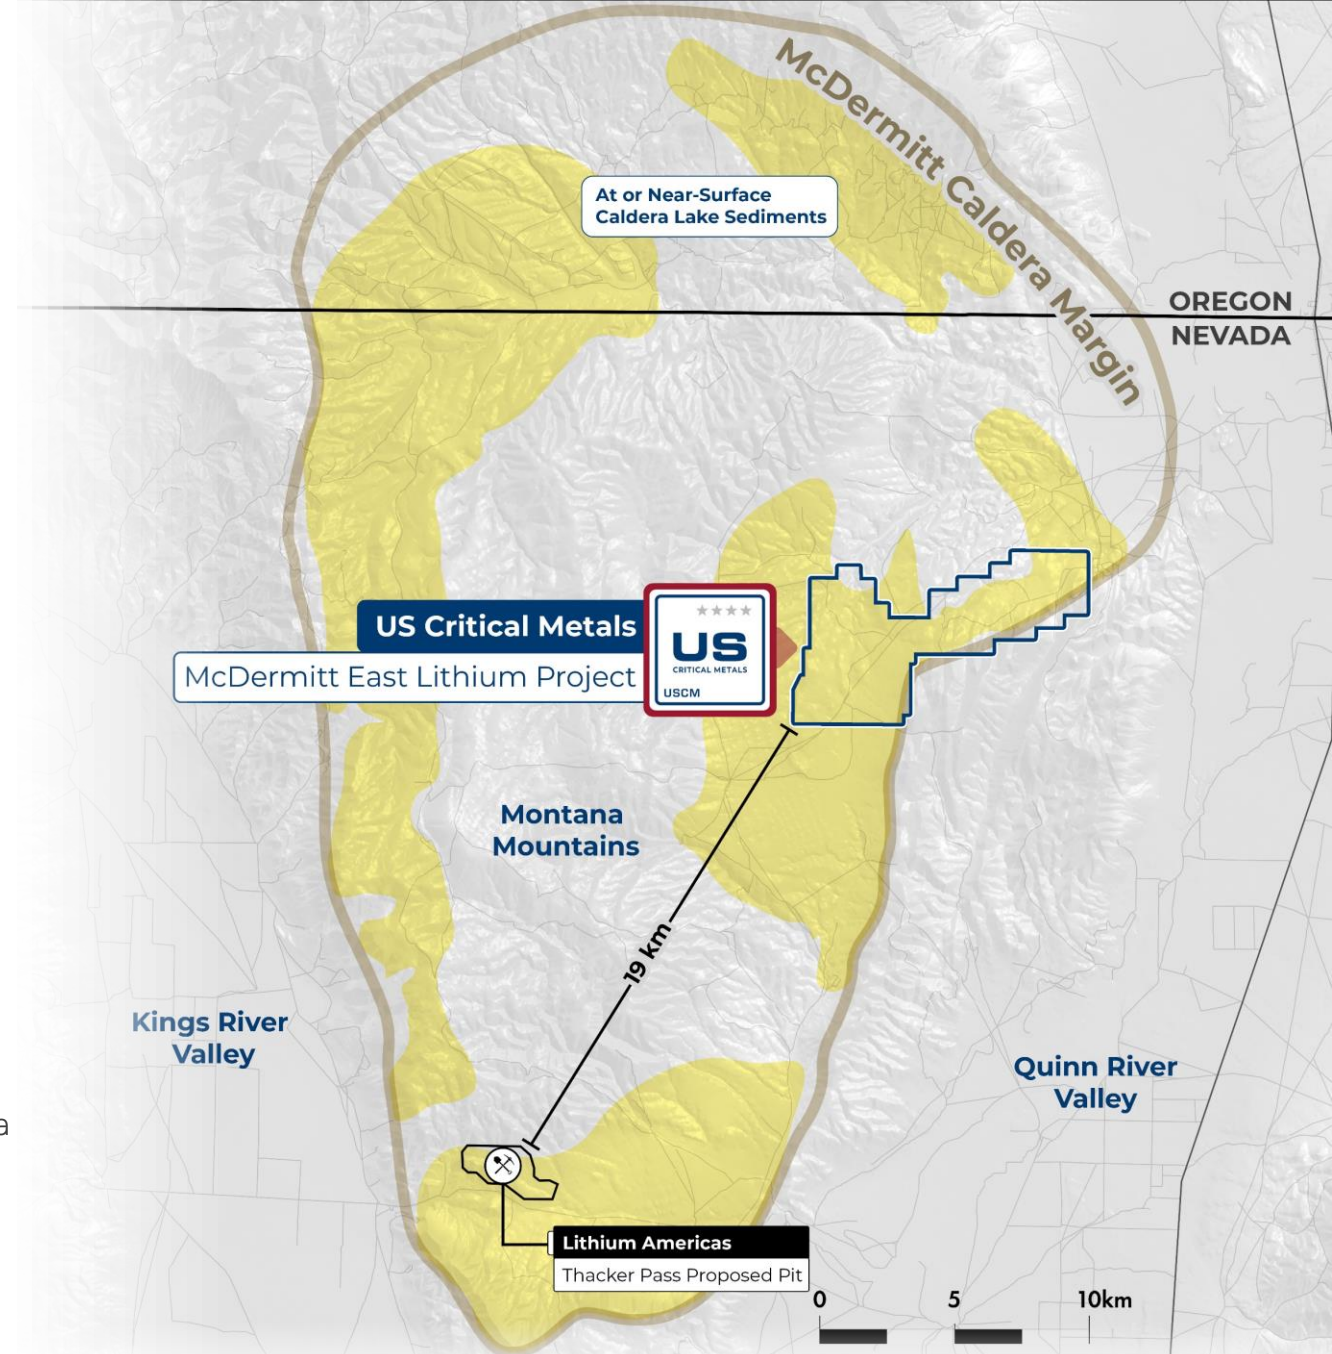 McDermitt Caldera Margin
At or Near-Surface
Caldera Lake Sediments
OREGON
NEVADA
US Critical Metals
McDermitt East Lithium Project
US
CRITICAL METALS
USCM
Montana
Mountains
19 km
Kings River
Valley
Quinn River
Valley
a
Lithium Americas
Thacker Pass Proposed Pit
0 5 10km